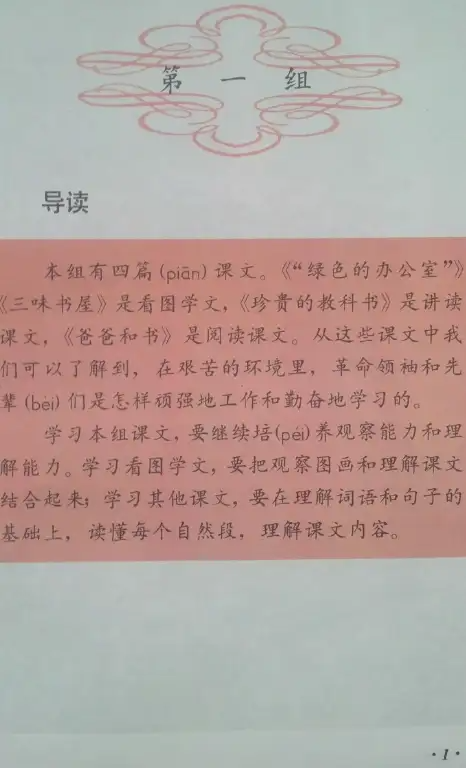 第一组
导读
本组有四篇(piān)课文。《“绿色的办公室”》
《三味书屋》是看图学文,《珍贵的教科书》是讲读
课文,《爸爸和书》是阅读课文。从这些课文中我
们可以了解到,在艰苦的环境里,革命领袖和先
辈(bèi)们是怎样顽强地工作和勤奋地学习的。
学习本组课文,要继续培(péi)养观察能力和理
解能力。学习看图学文,要把观察图画和理解课文
结合起来;学习其他课文,要在理解词语和句子的
基础上,读懂每个自然段,理解课文内容。
·1·